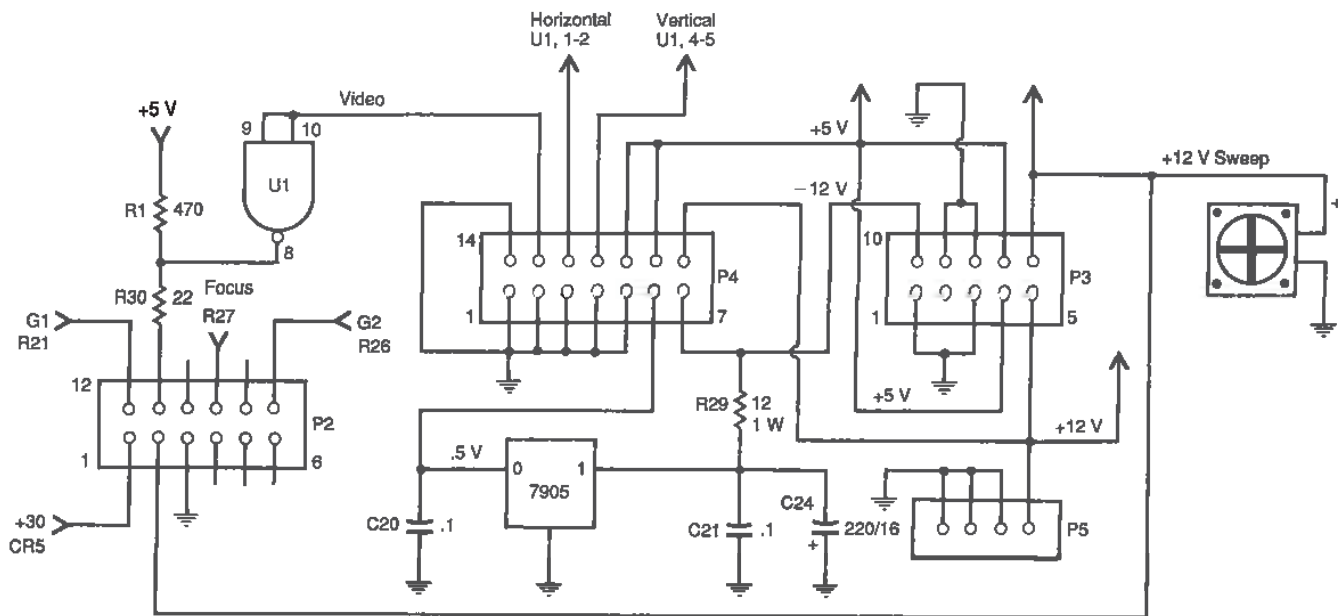 Horizontal
U1, 1-2
Vertical
U1, 4-5
+5 V
9
10
Video
U1
8
R1
470
+5 V
+12 V Sweep
+
−12 V
R30
22
Focus
R27
G1
R21
G2
R26
14
P4
1
7
10
P3
1
5
12
P2
1
6
R29
12
1 W
+5 V
+12 V
.5 V
0
1
7905
+30
CR5
C20
.1
C21
.1
C24
220/16
+
P5